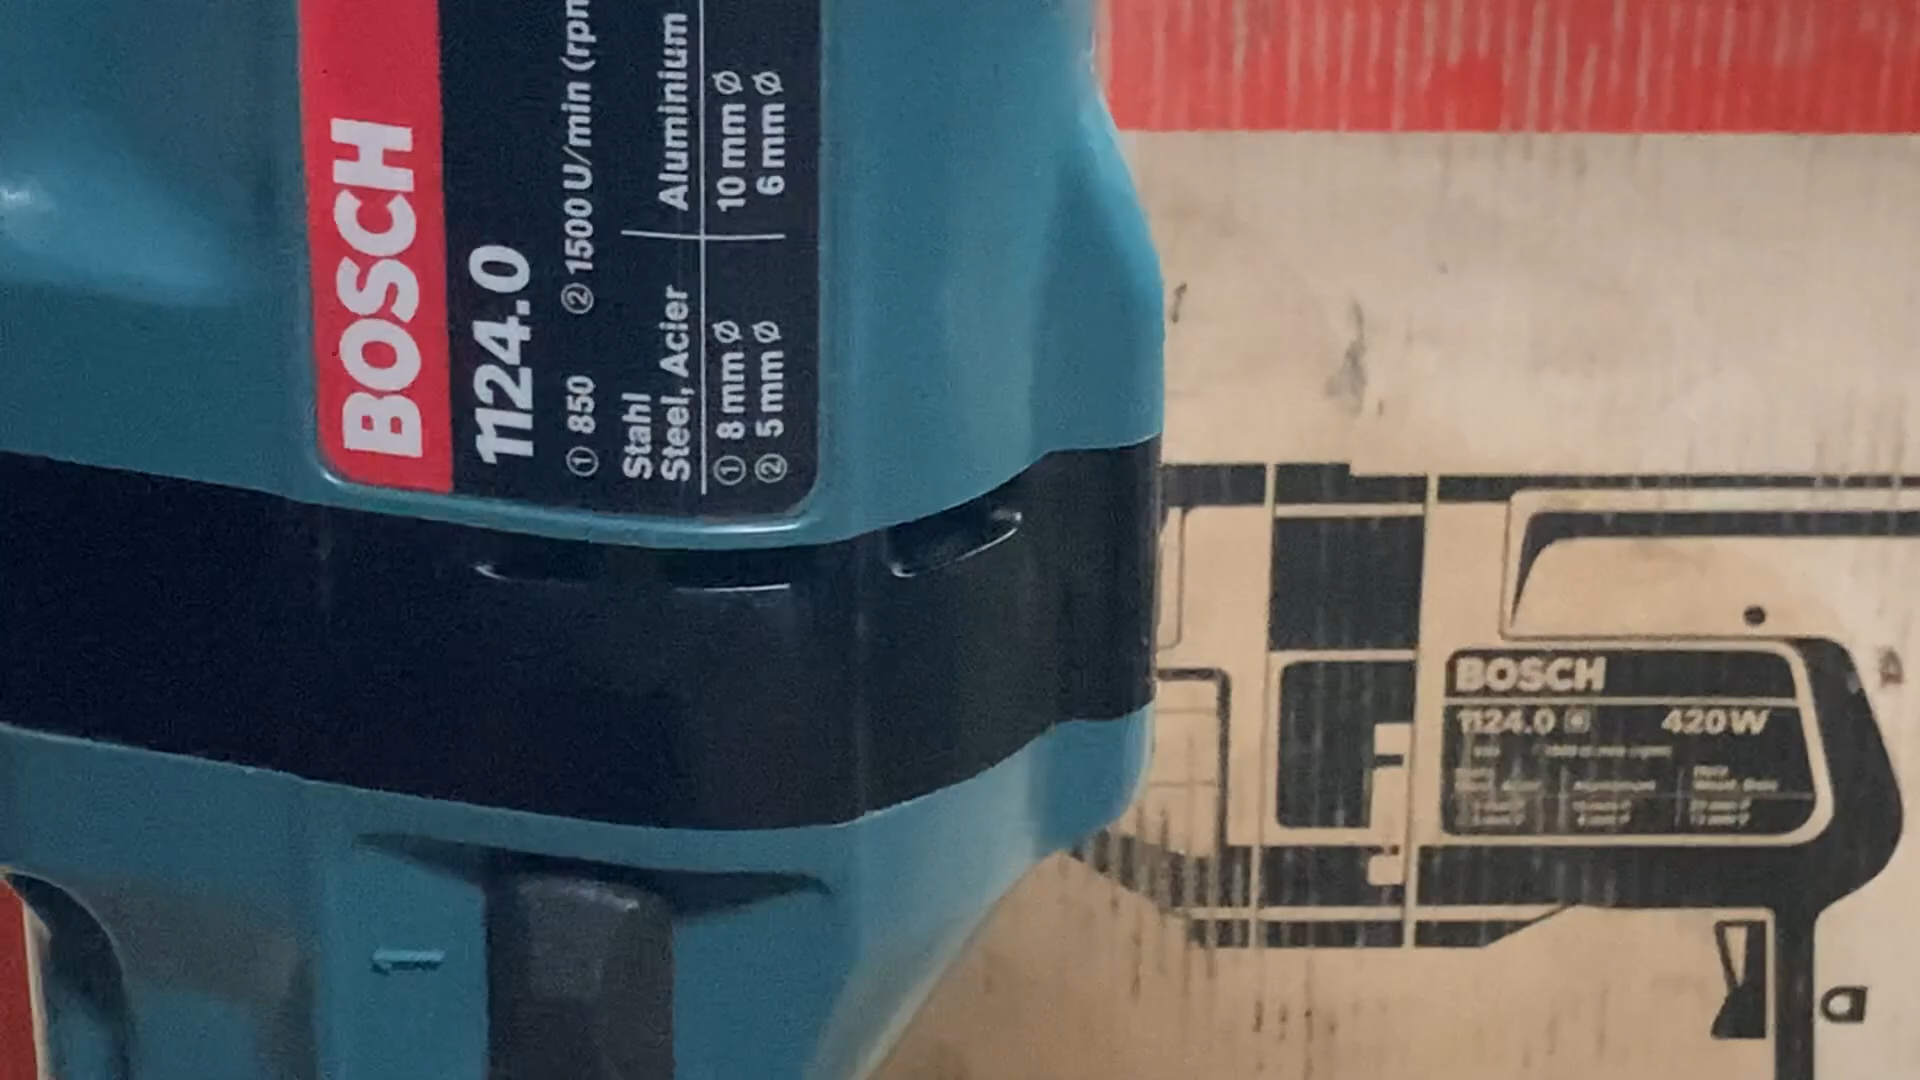 BOSCH
1124.0
① 850 ② 1500 U/min (rpm
Stahl
Steel, Acier Aluminium
① 8 mm Ø 10 mm Ø
② 5 mm Ø 6 mm Ø
1
BOSCH
1124.0 420 W
a